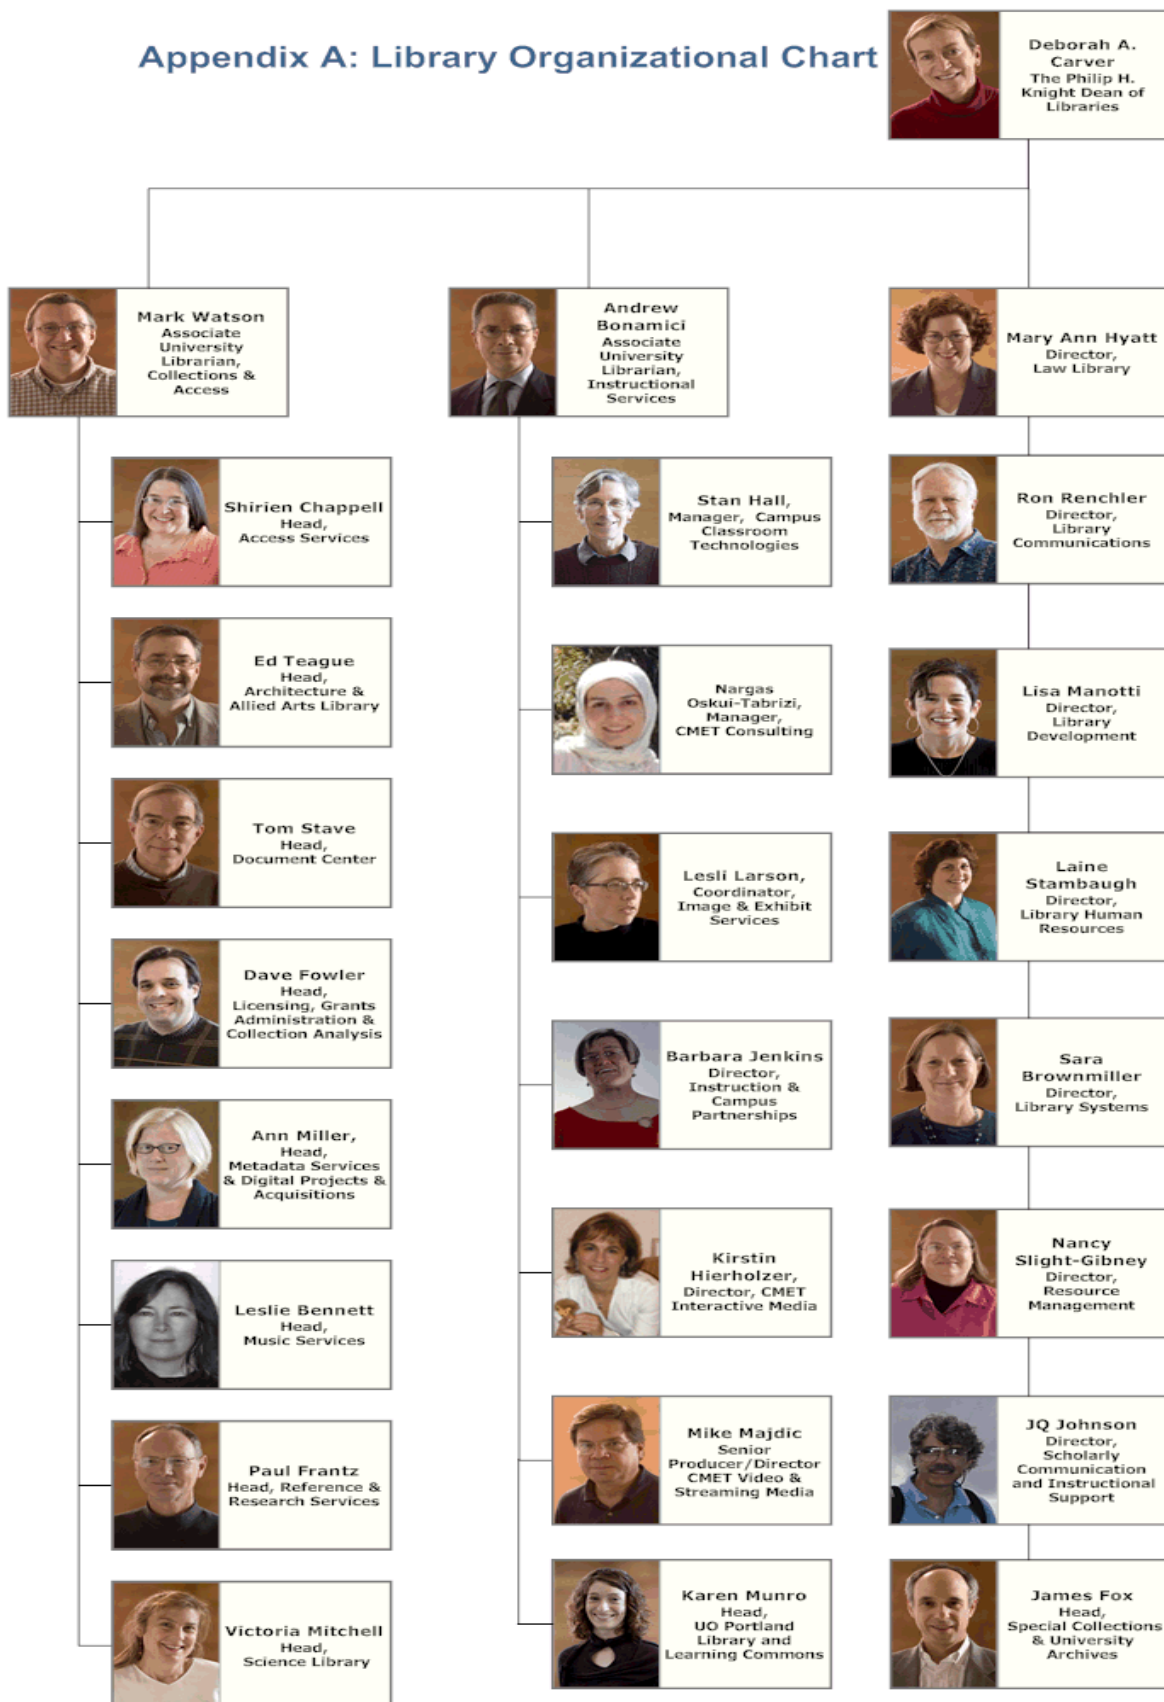 Appendix A: Library Organizational Chart
Deborah A.
Carver
The Philip H.
Knight Dean of
Libraries
Mark Watson
Associate
University
Librarian,
Collections &
Access
Andrew
Bonamici
Associate
University
Librarian,
Instructional
Services
Mary Ann Hyatt
Director,
Law Library
Shirien Chappell
Head,
Access Services
Stan Hall,
Manager, Campus
Classroom
Technologies
Ron Renchler
Director,
Library
Communications
Ed Teague
Head,
Architecture &
Allied Arts Library
Nargas
Oskui-Tabrizi,
Manager,
CMET Consulting
Lisa Manotti
Director,
Library
Development
Tom Stave
Head,
Document Center
Lesli Larson,
Coordinator,
Image & Exhibit
Services
Laine
Stambaugh
Director,
Library Human
Resources
Dave Fowler
Head,
Licensing, Grants
Administration &
Collection Analysis
Barbara Jenkins
Director,
Instruction &
Campus
Partnerships
Sara
Brownmiller
Director,
Library Systems
Ann Miller,
Head,
Metadata Services
& Digital Projects &
Acquisitions
Kirstin
Hierholzer,
Director, CMET
Interactive Media
Nancy
Slight-Gibney
Director,
Resource
Management
Leslie Bennett
Head,
Music Services
Mike Majdic
Senior
Producer/Director
CMET Video &
Streaming Media
JQ Johnson
Director,
Scholarly
Communication
and Instructional
Support
Paul Frantz
Head, Reference &
Research Services
Karen Munro
Head,
UO Portland
Library and
Learning Commons
James Fox
Head,
Special Collections
& University
Archives
Victoria Mitchell
Head,
Science Library